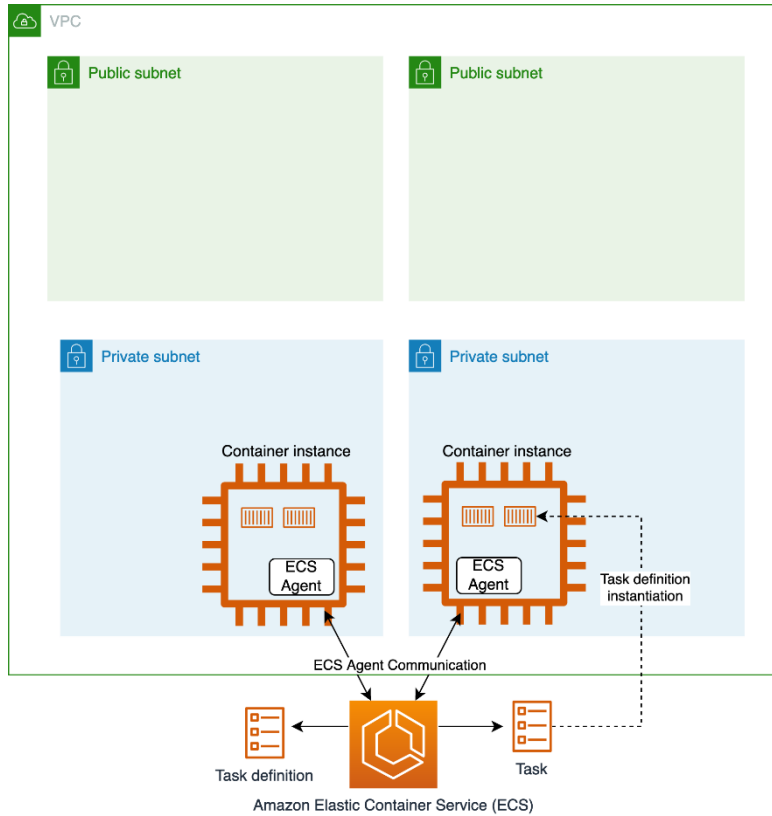 VPC
Public subnet
Public subnet
Private subnet
Private subnet
Container instance
Container instance
ECS
Agent
ECS
Agent
Task definition
instantiation
ECS Agent Communication
Task definition
Task
Amazon Elastic Container Service (ECS)